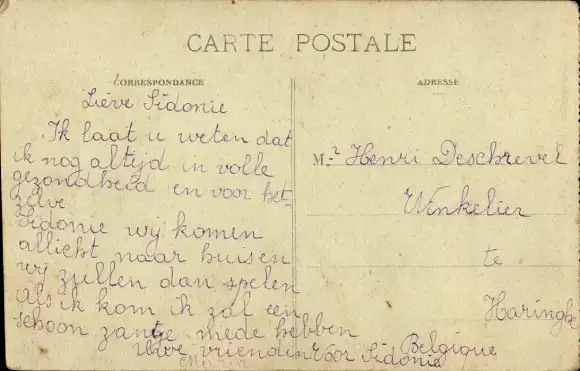 CARTE POSTALE
CORRESPONDANCE
Liève Sidonie
Ik laat u weten dat
ik nog altijd in volle
gezondheid en voor het-
zelve
Sidonie wij komen
allicht naar huisen
wij zullen dan spelen
als ik kom ik zal een
schoon zantje mede hebben
vriendin
Maria
voor Sidonie
ADRESSE
M.r Henri Deschrevel
Winkelier
te
Haringhe
Belgique